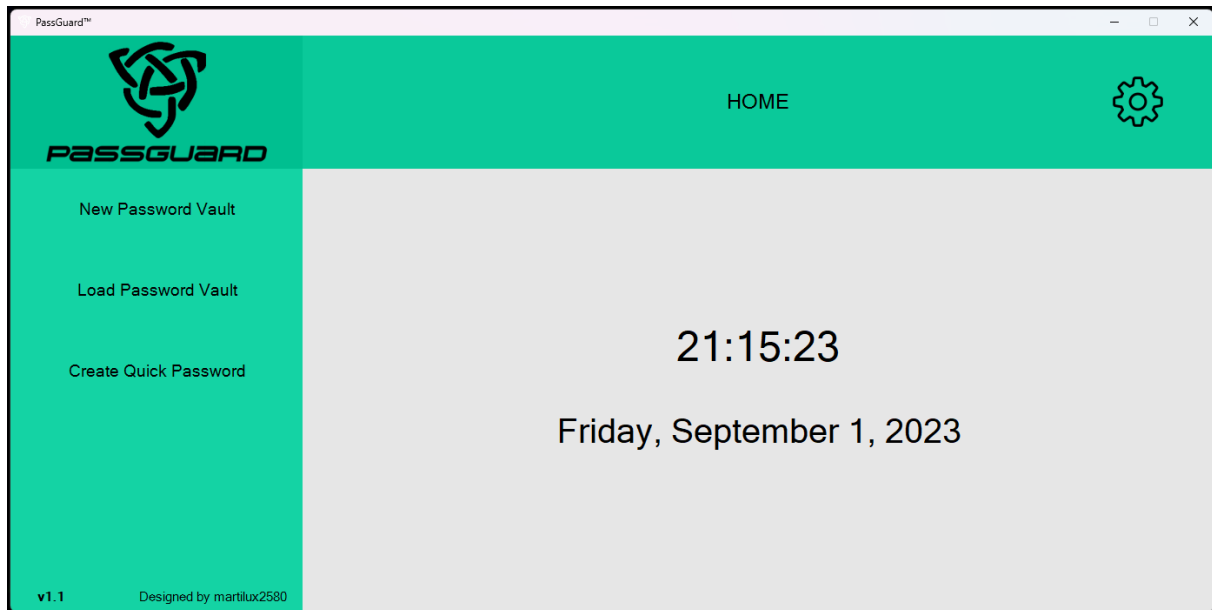 PassGuard™
PASSGUARD
HOME
New Password Vault
Load Password Vault
Create Quick Password
21:15:23
Friday, September 1, 2023
v1.1 Designed by martilux2580